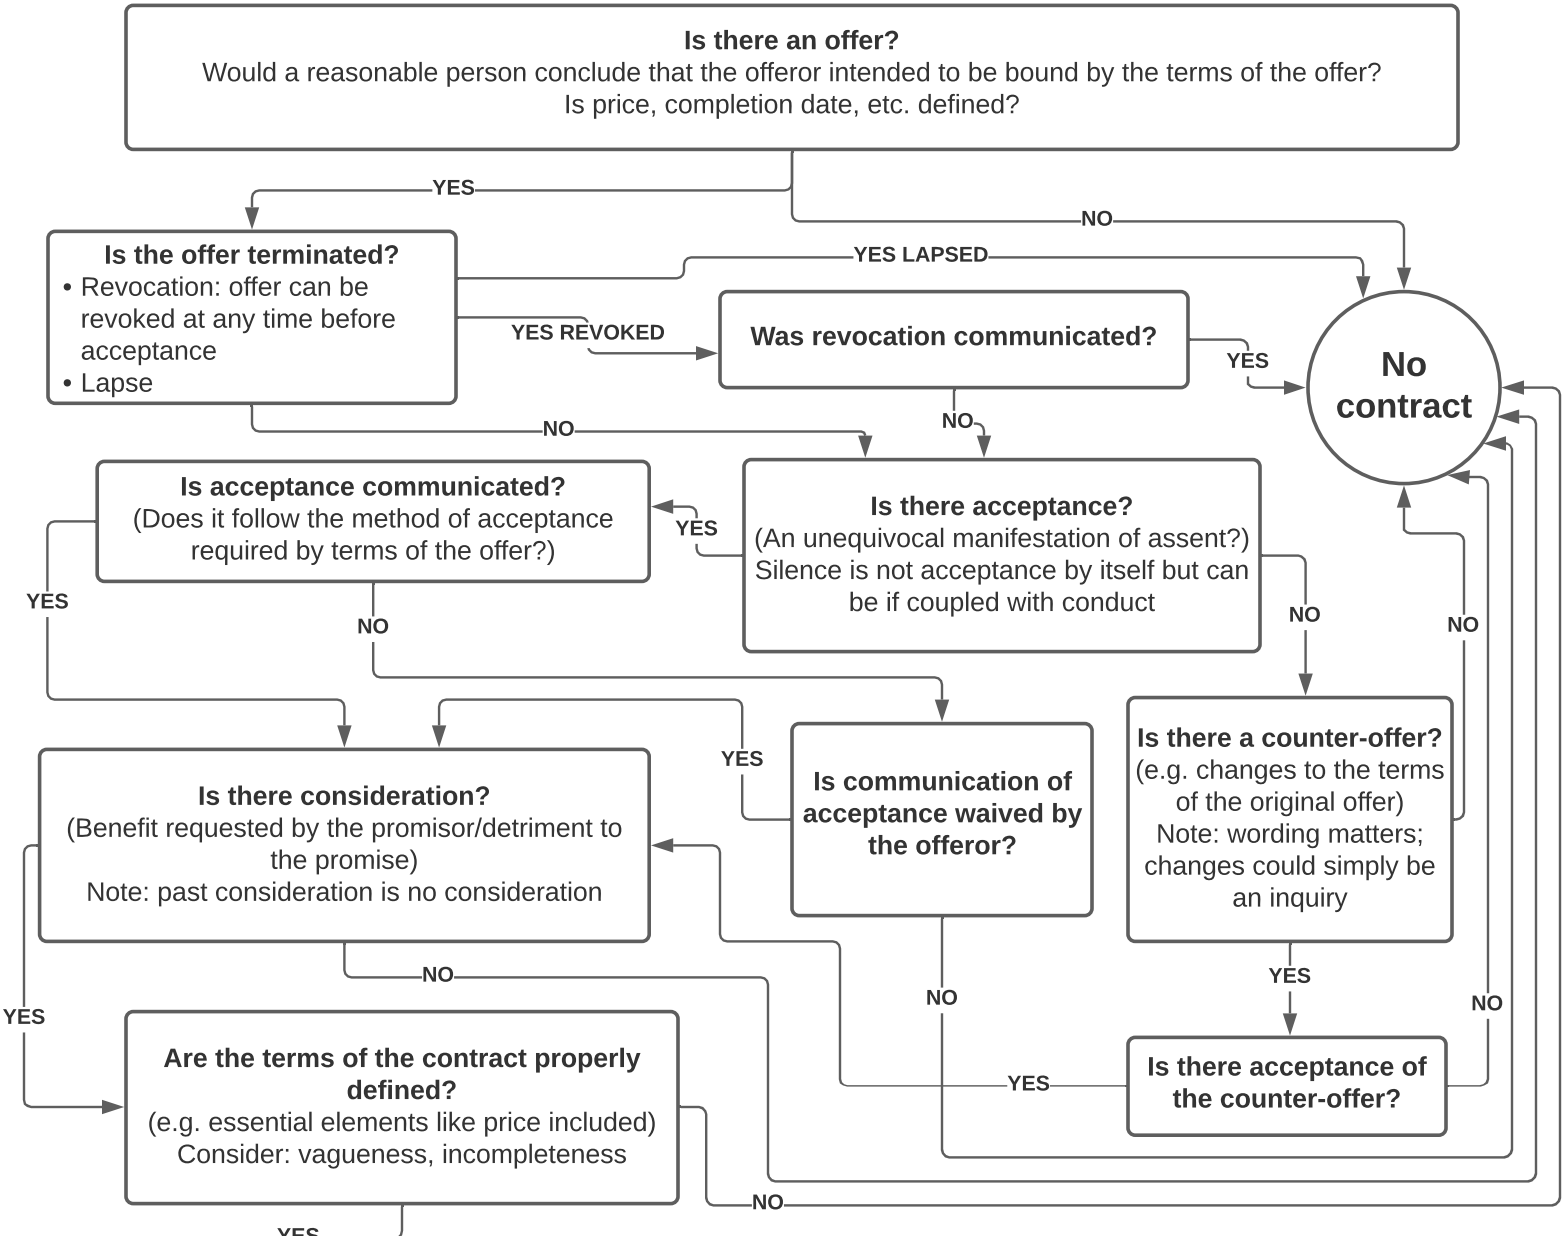 Is there an offer?
Would a reasonable person conclude that the offeror intended to be bound by the terms of the offer?
Is price, completion date, etc. defined?
YES
NO
Is the offer terminated?
• Revocation: offer can be
revoked at any time before
acceptance
• Lapse
YES LAPSED
YES REVOKED
Was revocation communicated?
YES
No
contract
NO
NO
Is acceptance communicated?
(Does it follow the method of acceptance
required by terms of the offer?)
YES
Is there acceptance?
(An unequivocal manifestation of assent?)
Silence is not acceptance by itself but can
be if coupled with conduct
YES
NO
NO
NO
Is there a counter-offer?
(e.g. changes to the terms
of the original offer)
Note: wording matters;
changes could simply be
an inquiry
YES
Is communication of
acceptance waived by
the offeror?
Is there consideration?
(Benefit requested by the promisor/detriment to
the promise)
Note: past consideration is no consideration
NO
YES
NO
YES
NO
Is there acceptance of
the counter-offer?
YES
Are the terms of the contract properly
defined?
(e.g. essential elements like price included)
Consider: vagueness, incompleteness
NO
YES